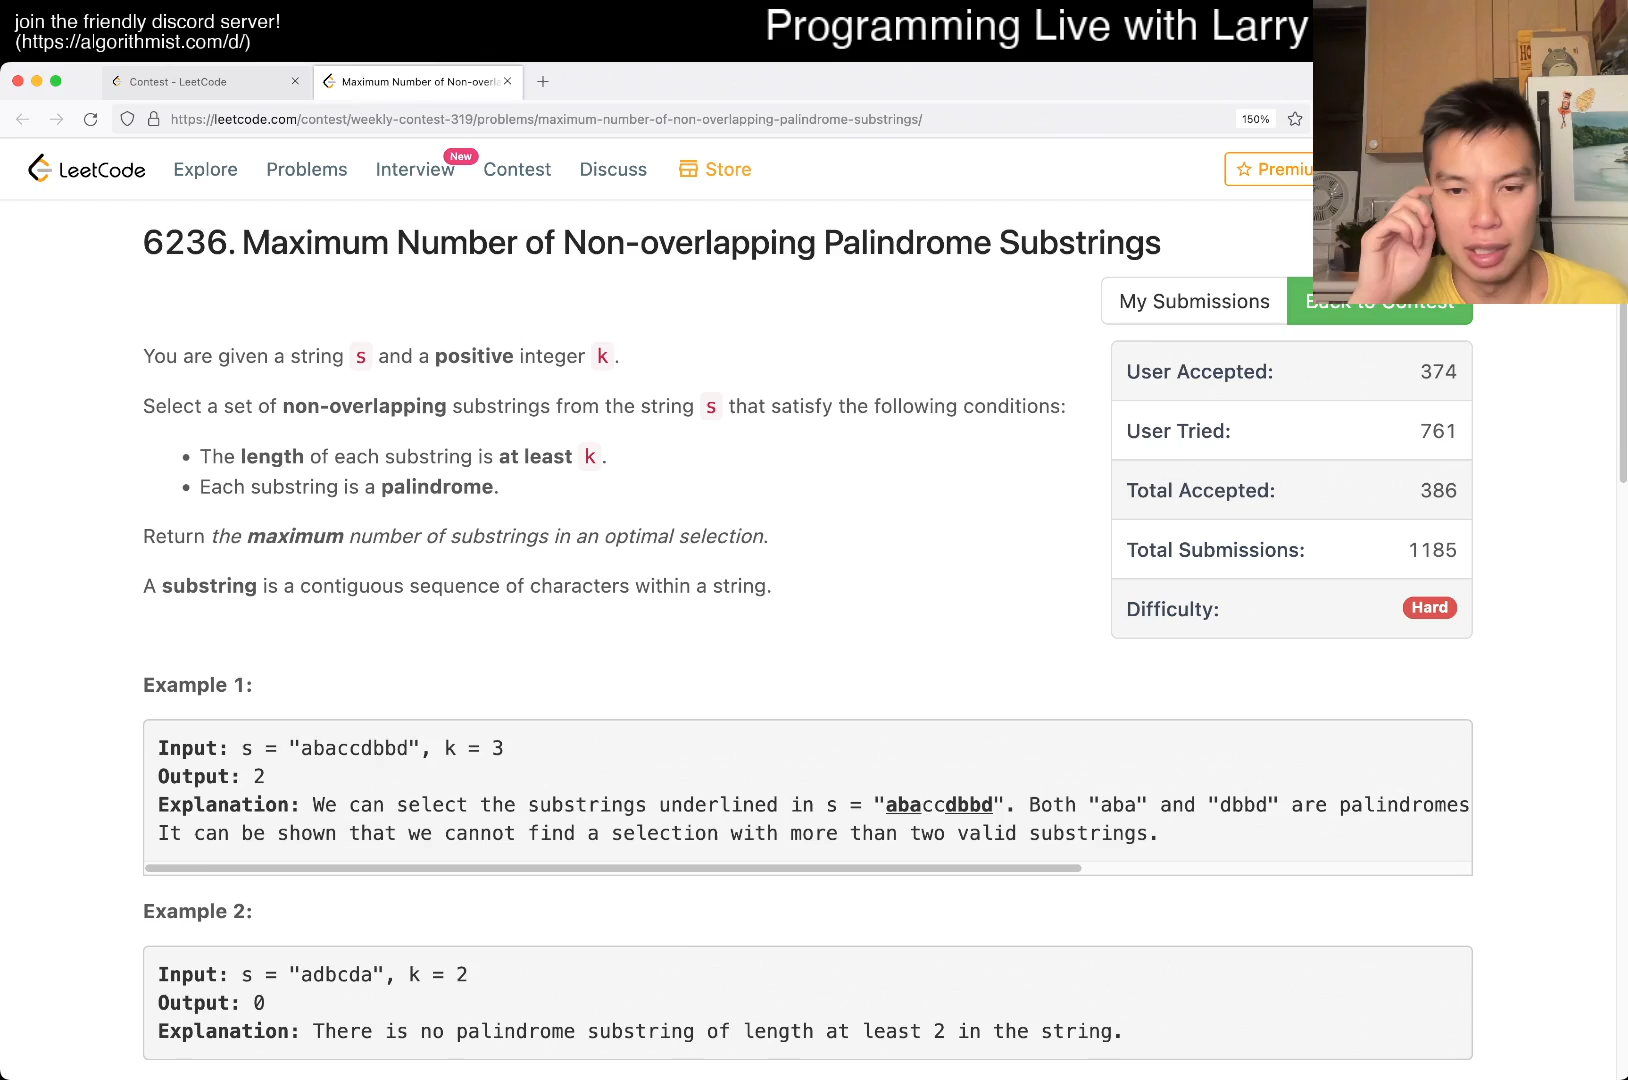 join the friendly discord server!
(https://algorithmist.com/d/)
Programming Live with Larry
Contest - LeetCode
Maximum Number of Non-overla
https://leetcode.com/contest/weekly-contest-319/problems/maximum-number-of-non-overlapping-palindrome-substrings/
150%
LeetCode
Explore
Problems
Interview
New
Contest
Discuss
Store
Premiu
6236. Maximum Number of Non-overlapping Palindrome Substrings
My Submissions
Back to Contest
You are given a string s and a positive integer k.
Select a set of non-overlapping substrings from the string s that satisfy the following conditions:
• The length of each substring is at least k.
• Each substring is a palindrome.
Return the maximum number of substrings in an optimal selection.
A substring is a contiguous sequence of characters within a string.
User Accepted: 374
User Tried: 761
Total Accepted: 386
Total Submissions: 1185
Difficulty: Hard
Example 1:
Input: s = "abaccdbbd", k = 3
Output: 2
Explanation: We can select the substrings underlined in s = "abaccdbbd". Both "aba" and "dbbd" are palindromes
It can be shown that we cannot find a selection with more than two valid substrings.
Example 2:
Input: s = "adbcda", k = 2
Output: 0
Explanation: There is no palindrome substring of length at least 2 in the string.